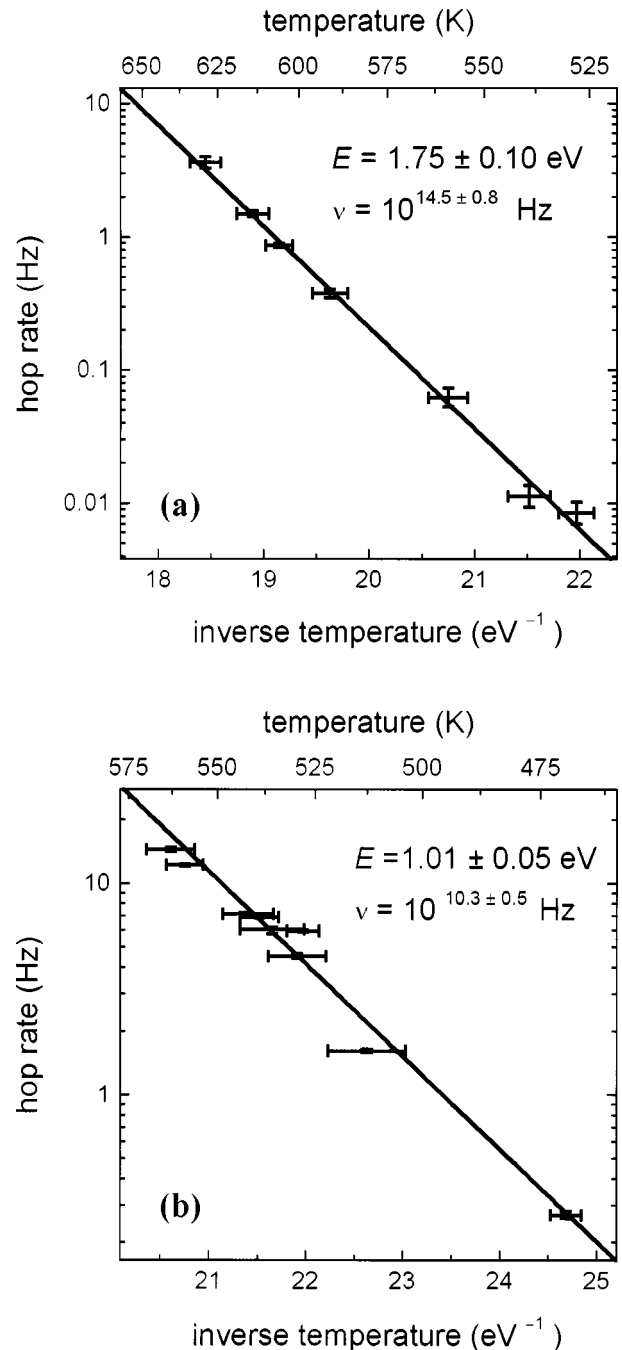 temperature (K)
650 625 600 575 550 525
10
1
0.1
0.01
hop rate (Hz)
E = 1.75 ± 0.10 eV
ν = 10^14.5 ± 0.8 Hz
(a)
18 19 20 21 22
inverse temperature (eV⁻¹)
temperature (K)
575 550 525 500 475
10
1
hop rate (Hz)
E =1.01 ± 0.05 eV
ν = 10^10.3 ± 0.5 Hz
(b)
21 22 23 24 25
inverse temperature (eV⁻¹)